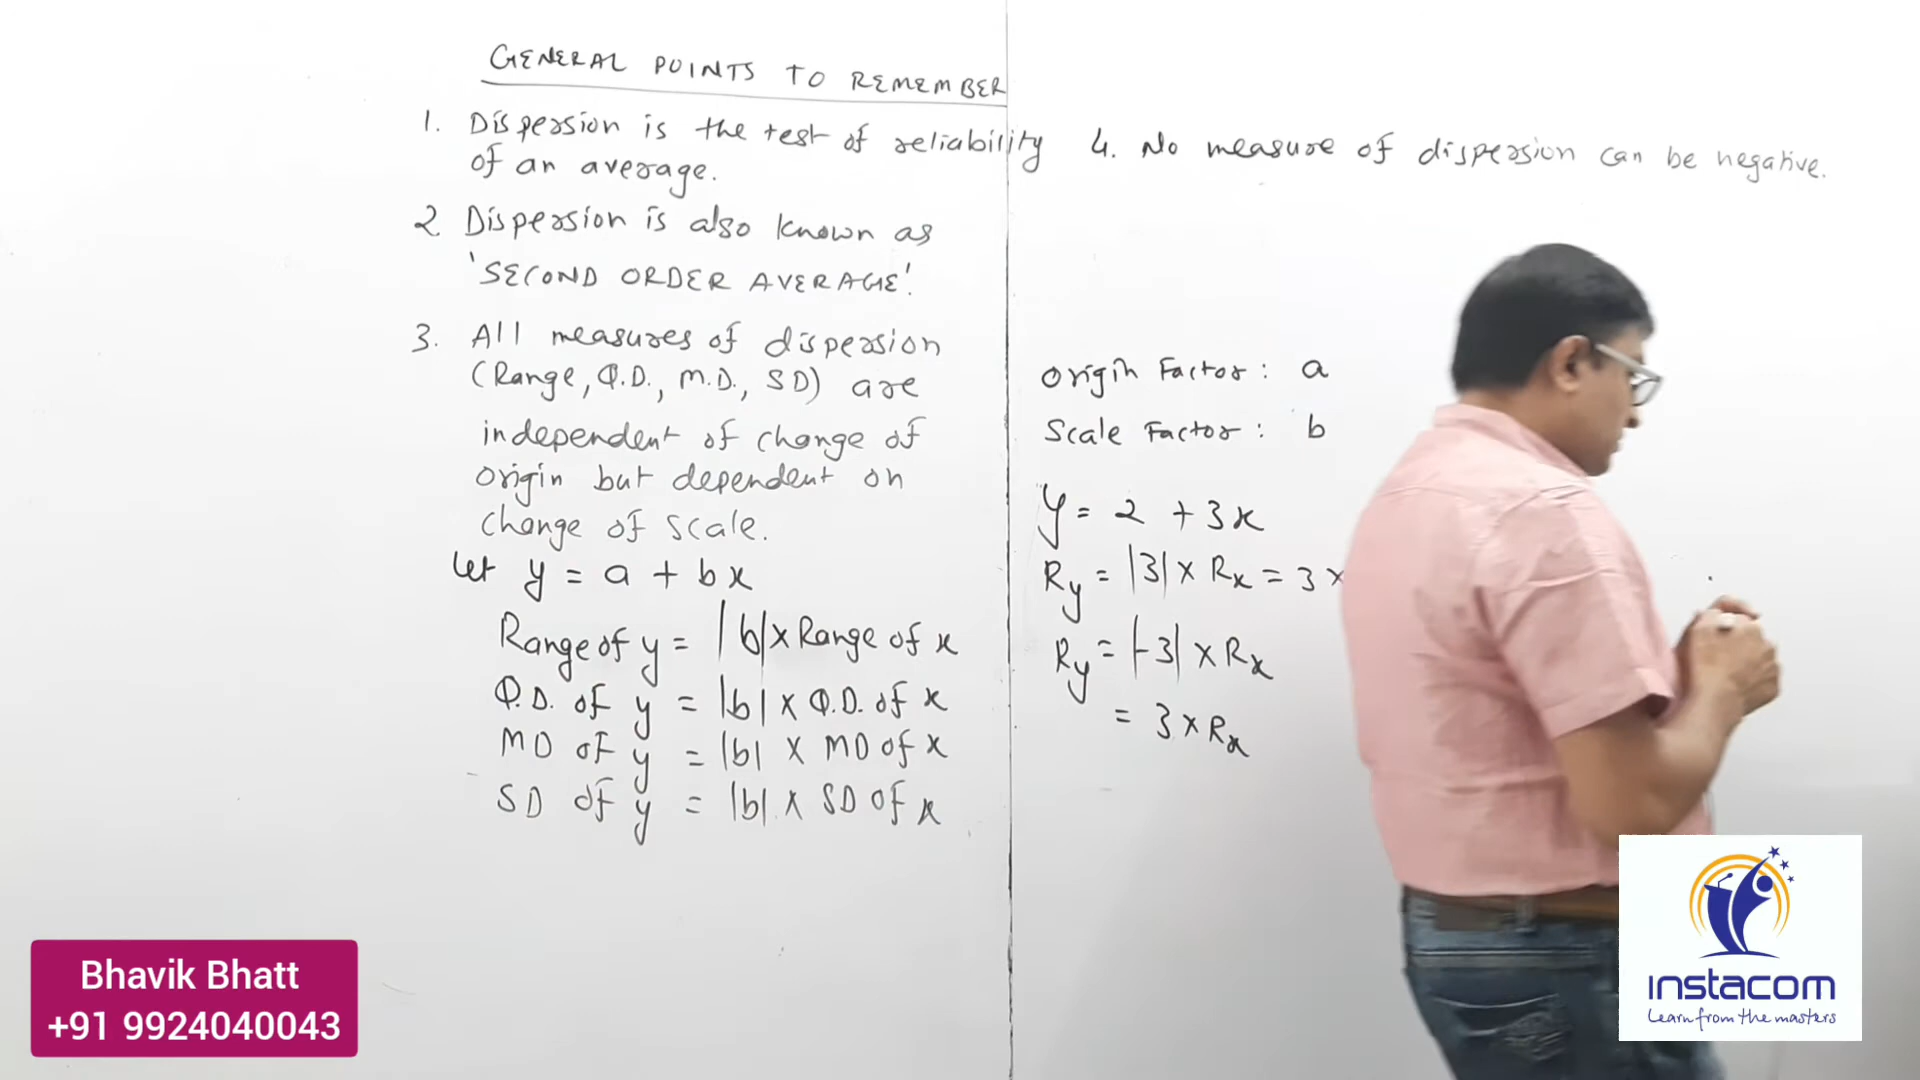 GENERAL POINTS TO REMEMBER
1. Dispersion is the test of reliability
of an average.
2 Dispersion is also known as
'SECOND ORDER AVERAGE'.
3. All measures of dispersion
(Range, Q.D., M.D., SD) are
independent of change of
origin but dependent on
change of scale.
Let y = a + bx
Range of y = |b| x Range of x
Q.D. of y = |b| x Q.D. of x
MD of y = |b| x MD of x
SD of y = |b| x SD of x
4. No measure of dispersion can be negative.
Origin Factor : a
Scale Factor : b
y = 2 + 3x
Ry = |3| x Rx = 3 x
Ry = |-3| x Rx
= 3 x Rx
Bhavik Bhatt
+91 9924040043
instacom
Learn from the masters